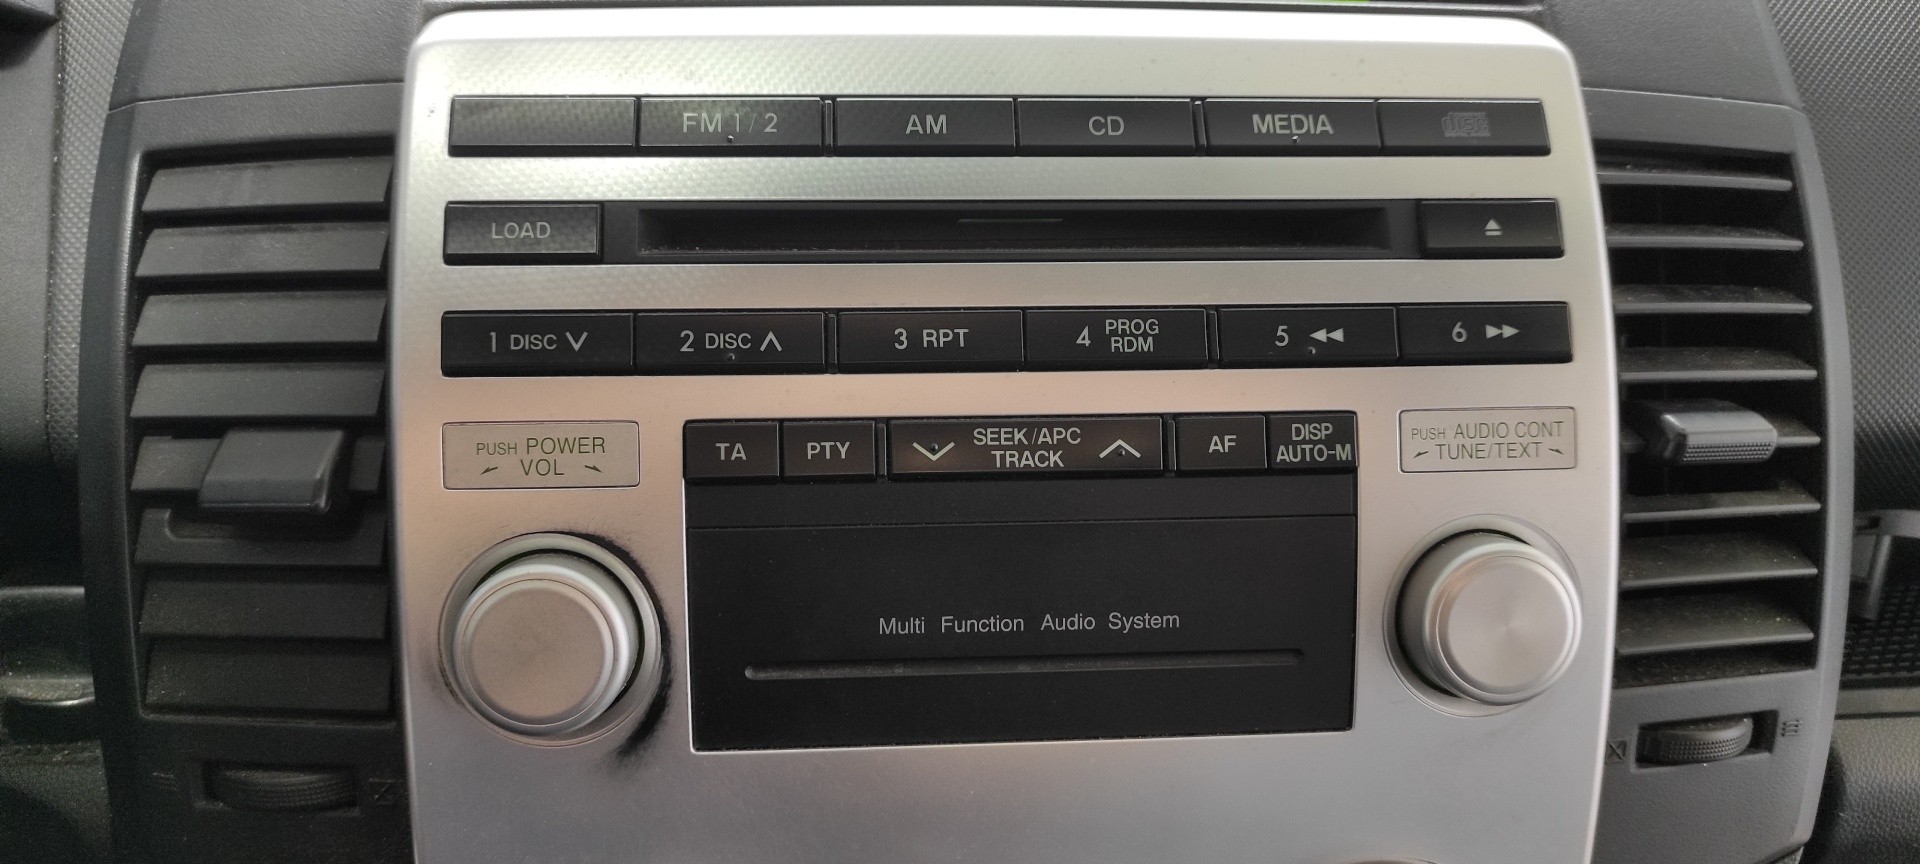 FM 1/2
AM
CD
MEDIA
disc
LOAD
1 DISC
2 DISC
3 RPT
4 PROG
RDM
5
6
PUSH POWER
VOL
TA
PTY
SEEK/APC
TRACK
AF
DISP
AUTO-M
PUSH AUDIO CONT
TUNE/TEXT
Multi Function Audio System